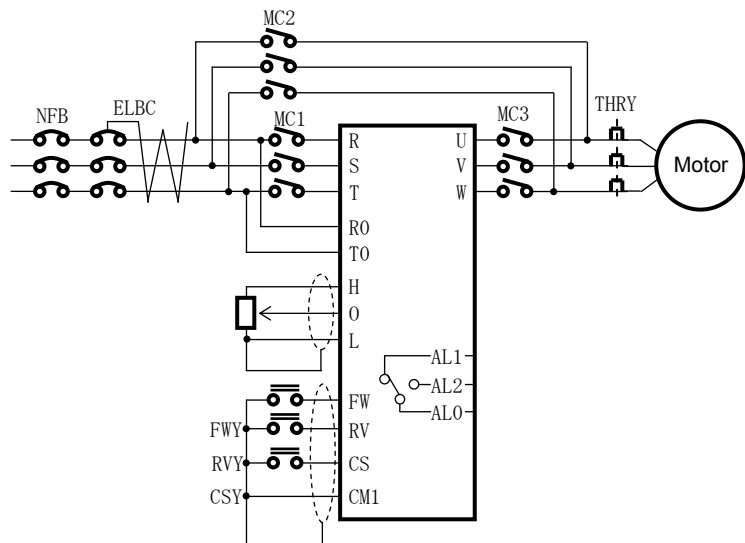 MC2
NFB
ELBC
MC1
MC3
THRY
R
U
S
V
T
W
Motor
R0
T0
H
O
L
AL1
AL2
AL0
FW
FWY
RV
RVY
CS
CSY
CM1